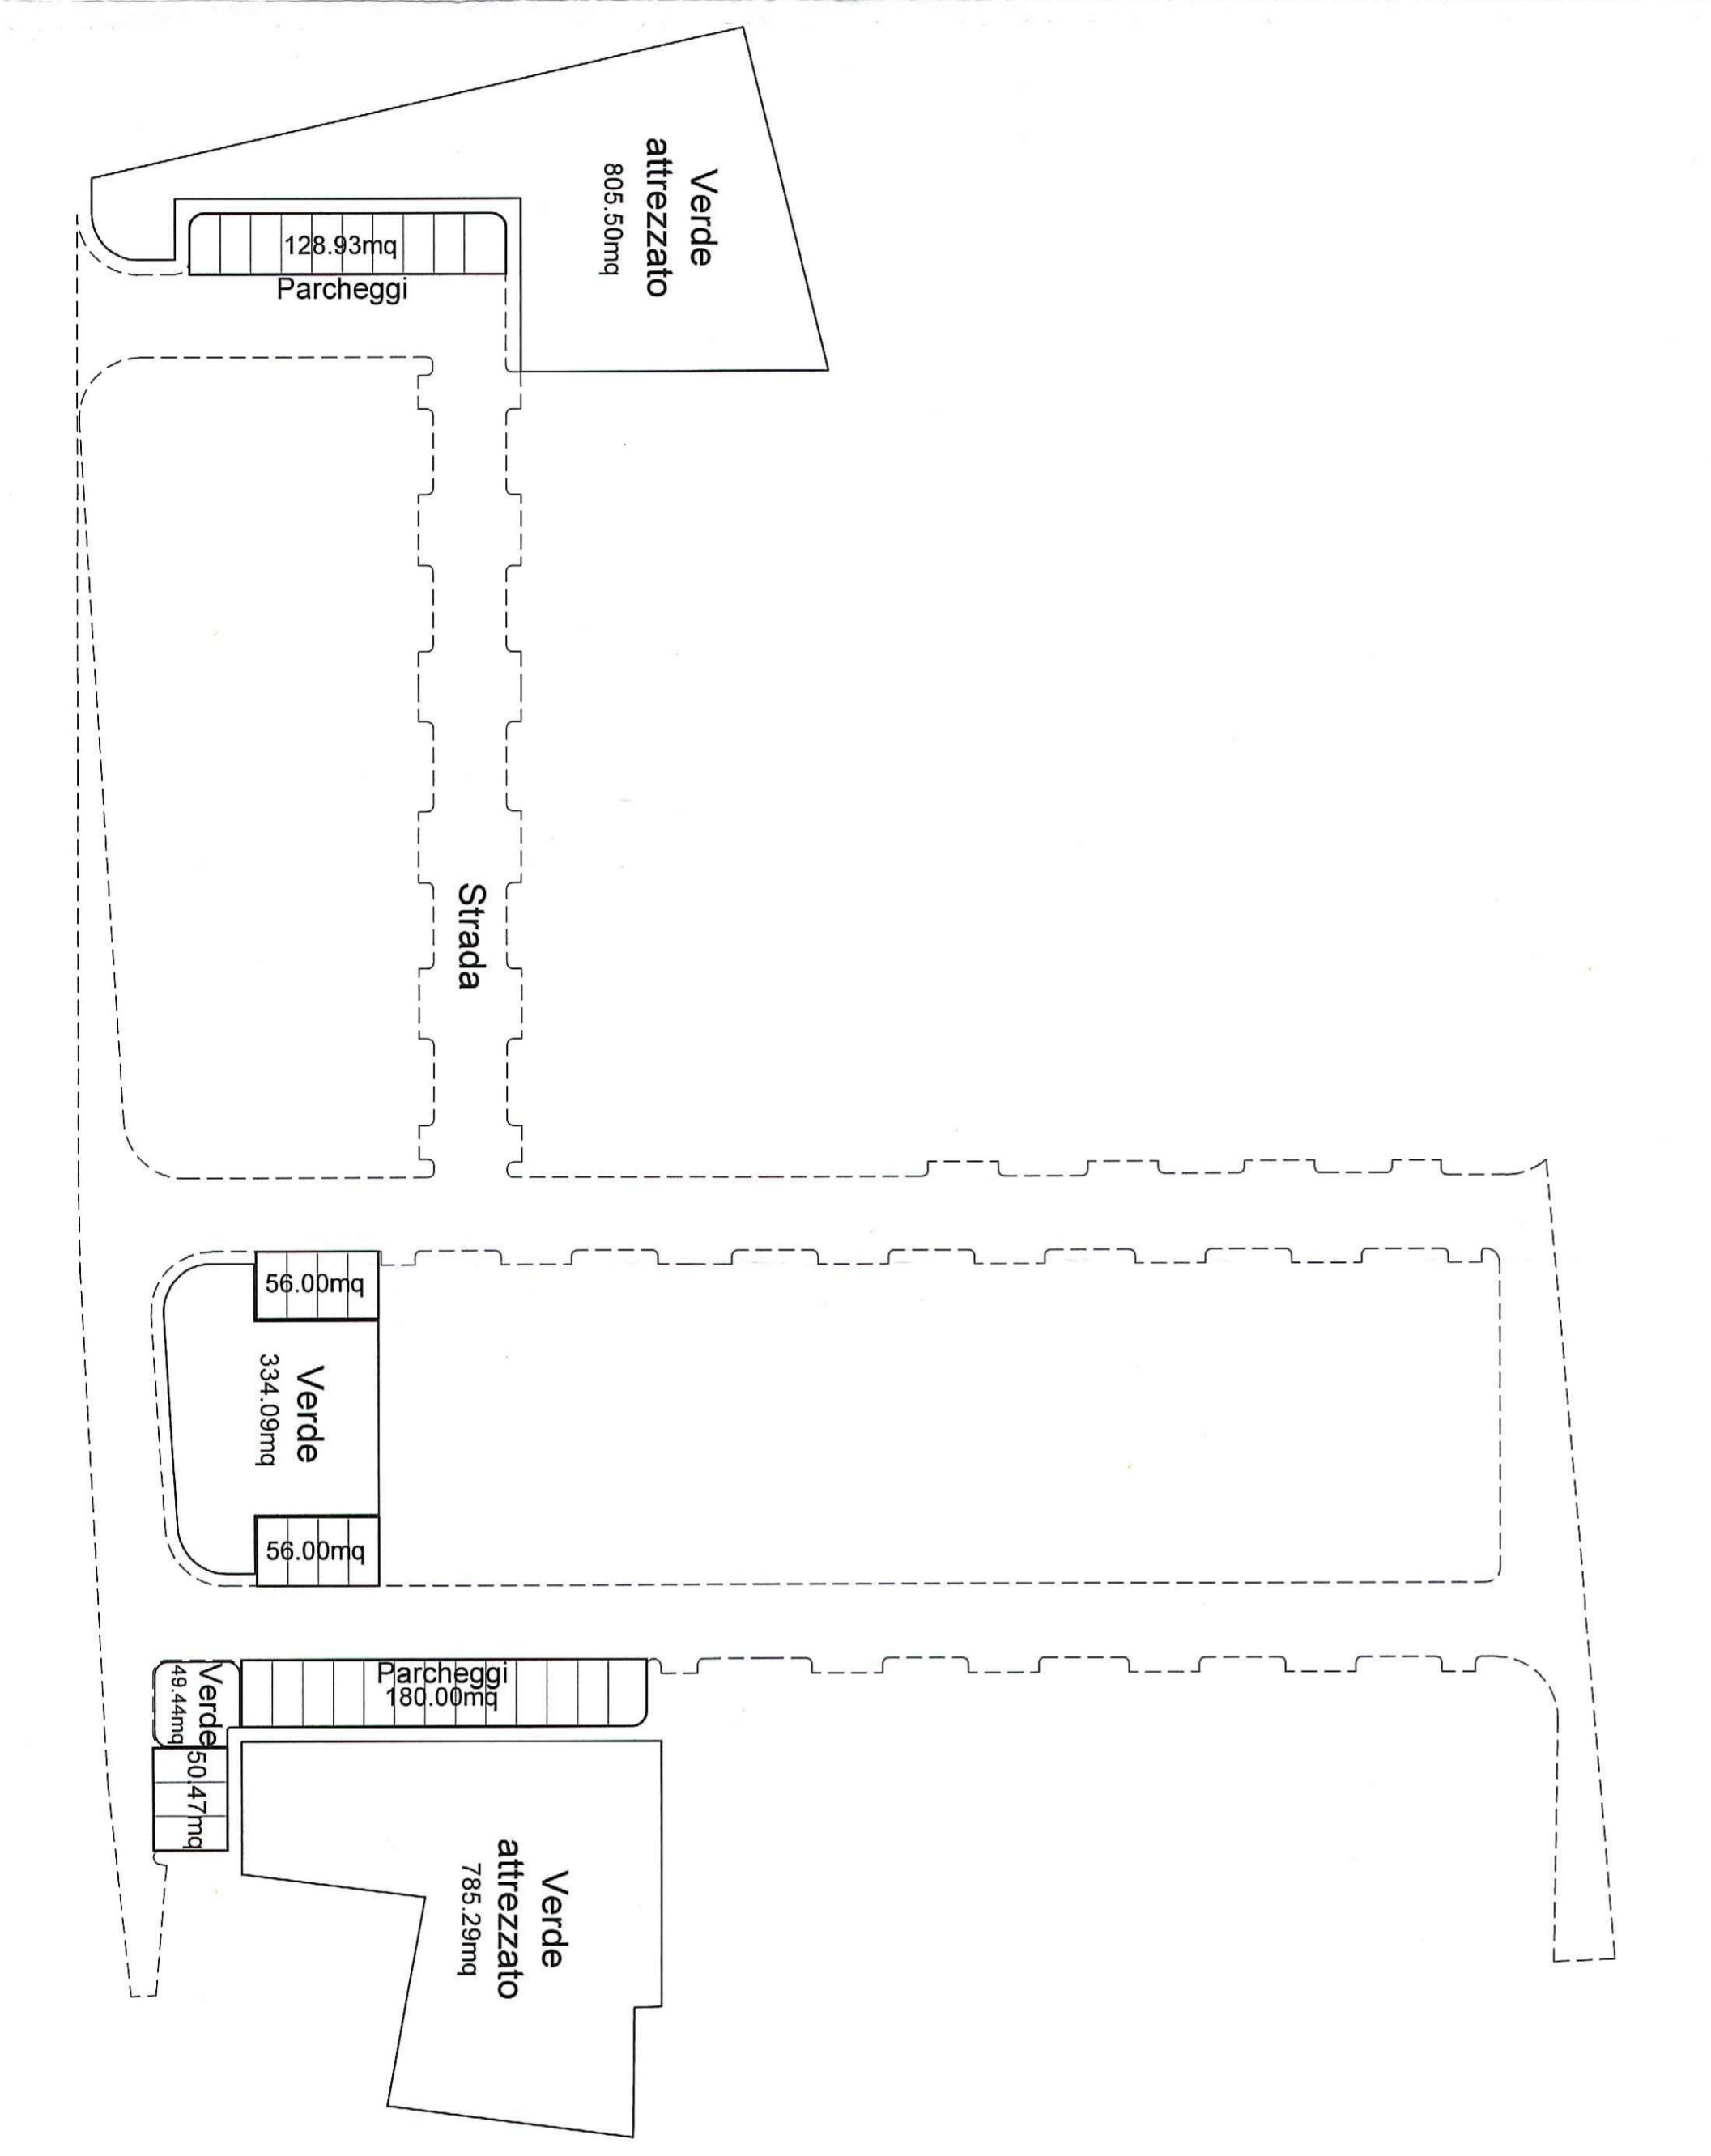 Verde
attrezzato
805.50mq
128.93mq
Parcheggi
Strada
56.00mq
Verde
334.09mq
56.00mq
Parcheggi
180.00mq
Verde
49.44mq
50.47mq
Verde
attrezzato
785.29mq